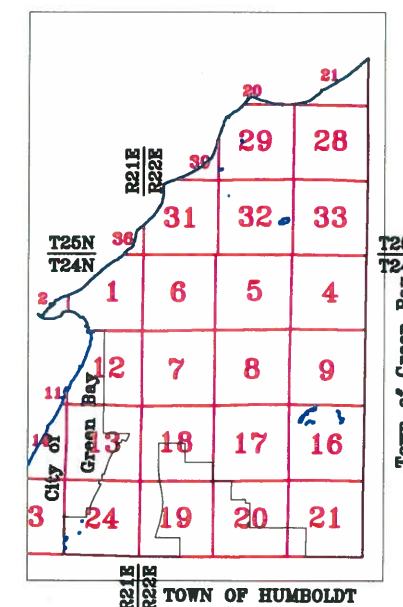 21
20
29 28
30
R21E
R22E
31 32 33
36
T25N
T24N
2 1 6 5 4
12 7 8 9
11
City of
Green Bay
13 18 17 16
3 24 19 20 21
R21E
R22E
TOWN OF HUMBOLDT